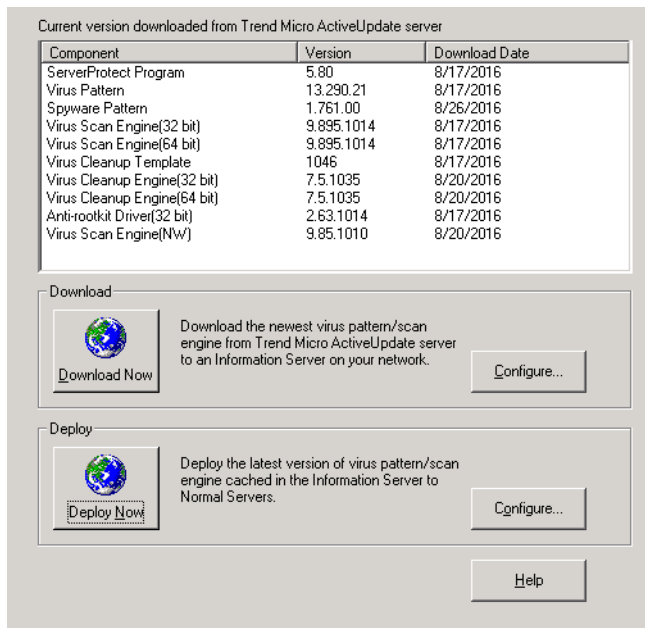 Current version downloaded from Trend Micro ActiveUpdate server
Component Version Download Date
ServerProtect Program 5.80 8/17/2016
Virus Pattern 13.290.21 8/17/2016
Spyware Pattern 1.761.00 8/26/2016
Virus Scan Engine(32 bit) 9.895.1014 8/17/2016
Virus Scan Engine(64 bit) 9.895.1014 8/17/2016
Virus Cleanup Template 1046 8/17/2016
Virus Cleanup Engine(32 bit) 7.5.1035 8/20/2016
Virus Cleanup Engine(64 bit) 7.5.1035 8/20/2016
Anti-rootkit Driver(32 bit) 2.63.1014 8/17/2016
Virus Scan Engine(NW) 9.85.1010 8/20/2016
Download
Download Now
Download the newest virus pattern/scan
engine from Trend Micro ActiveUpdate server
to an Information Server on your network.
Configure...
Deploy
Deploy Now
Deploy the latest version of virus pattern/scan
engine cached in the Information Server to
Normal Servers.
Configure...
Help